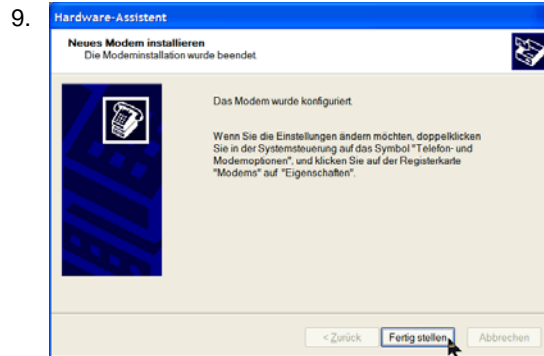 9.
Hardware-Assistent
Neues Modem installieren
Die Modeminstallation wurde beendet.
Das Modem wurde konfiguriert.
Wenn Sie die Einstellungen ändern möchten, doppelklicken
Sie in der Systemsteuerung auf das Symbol "Telefon- und
Modemoptionen", und klicken Sie auf der Registerkarte
"Modems" auf "Eigenschaften".
< Zurück Fertig stellen Abbrechen